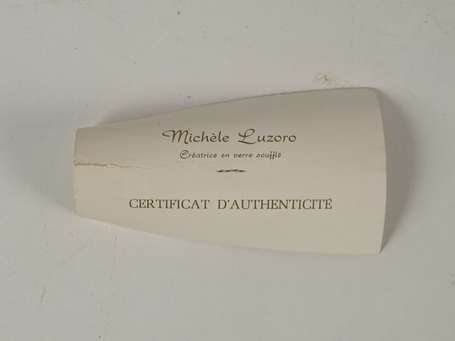 Michèle Luzoro
Créatrice en verre soufflé
CERTIFICAT D'AUTHENTICITÉ